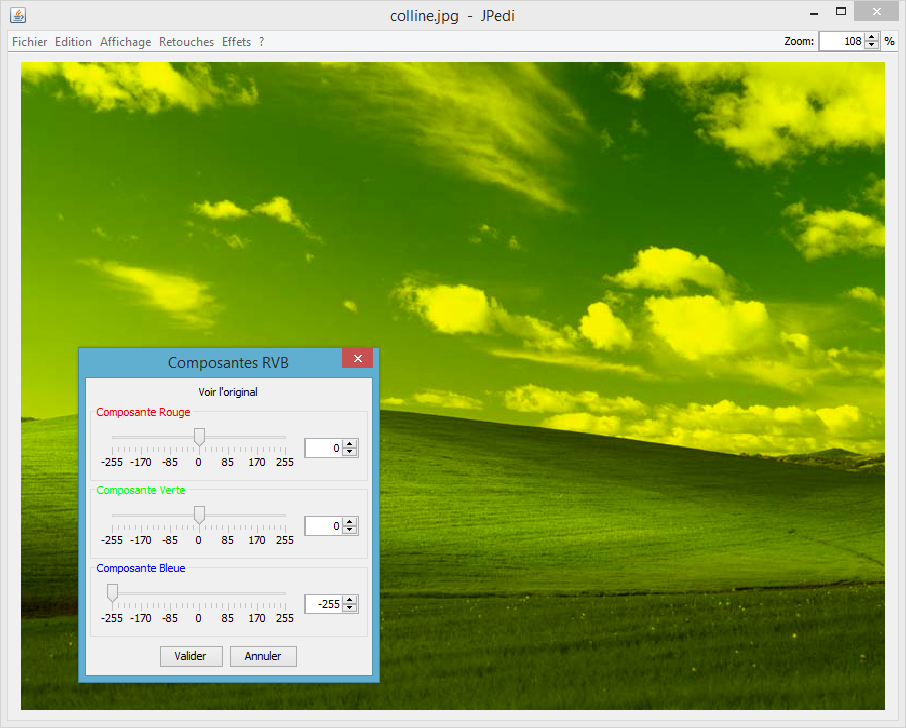 colline.jpg - JPedi
Fichier Edition Affichage Retouches Effets ? Zoom: 108 %
Composantes RVB
Voir l'original
Composante Rouge
0
-255 -170 -85 0 85 170 255
Composante Verte
0
-255 -170 -85 0 85 170 255
Composante Bleue
-255
-255 -170 -85 0 85 170 255
Valider Annuler